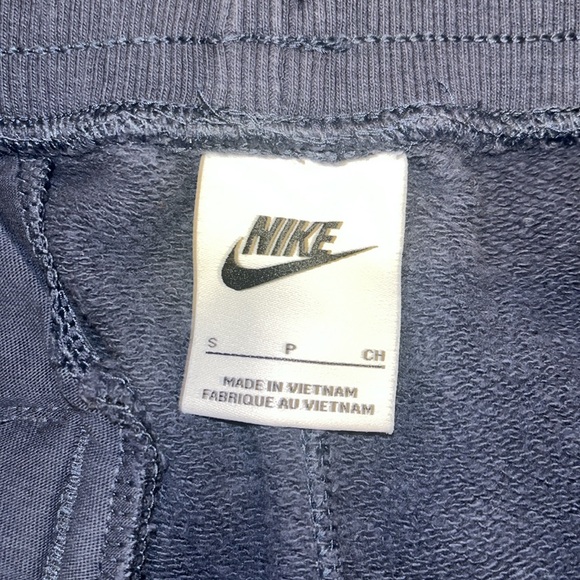 NIKE
S P CH
MADE IN VIETNAM
FABRIQUE AU VIETNAM